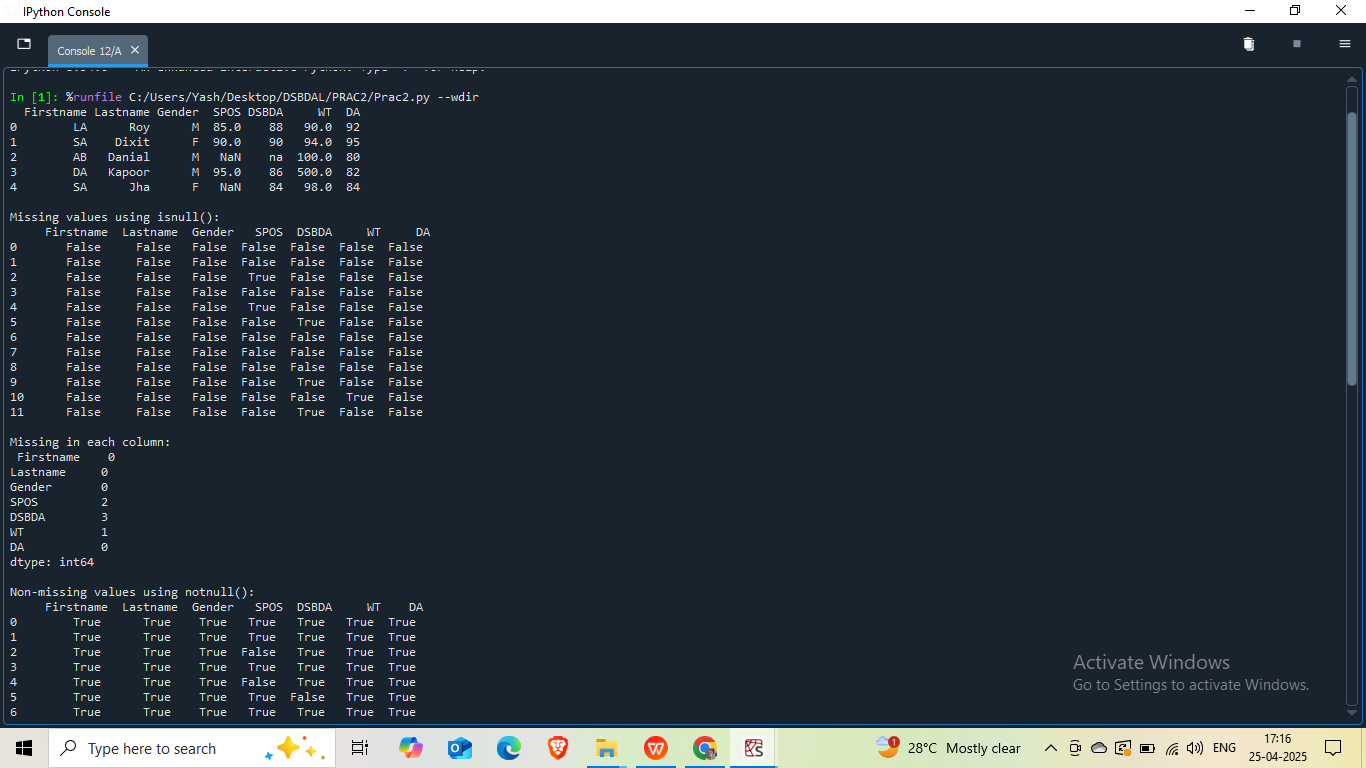 IPython Console
Console 12/A
In [1]: %runfile C:/Users/Yash/Desktop/DSBDAL/PRAC2/Prac2.py --wdir
  Firstname Lastname Gender  SPOS DSBDA     WT  DA
0        LA      Roy      M  85.0    88   90.0  92
1        SA    Dixit      F  90.0    90   94.0  95
2        AB   Danial      M   NaN    na  100.0  80
3        DA   Kapoor      M  95.0    86  500.0  82
4        SA      Jha      F   NaN    84   98.0  84
Missing values using isnull():
     Firstname  Lastname  Gender   SPOS  DSBDA     WT     DA
0       False     False   False  False  False  False  False
1       False     False   False  False  False  False  False
2       False     False   False   True  False  False  False
3       False     False   False  False  False  False  False
4       False     False   False   True  False  False  False
5       False     False   False  False   True  False  False
6       False     False   False  False  False  False  False
7       False     False   False  False  False  False  False
8       False     False   False  False  False  False  False
9       False     False   False  False   True  False  False
10      False     False   False  False  False   True  False
11      False     False   False  False   True  False  False
Missing in each column:
 Firstname    0
Lastname     0
Gender       0
SPOS         2
DSBDA        3
WT           1
DA           0
dtype: int64
Non-missing values using notnull():
     Firstname  Lastname  Gender   SPOS  DSBDA     WT    DA
0        True      True    True   True   True   True  True
1        True      True    True   True   True   True  True
2        True      True    True  False   True   True  True
3        True      True    True   True   True   True  True
4        True      True    True  False   True   True  True
5        True      True    True   True  False   True  True
6        True      True    True   True   True   True  True
Activate Windows
Go to Settings to activate Windows.
Type here to search
1
28°C Mostly clear
ENG
17:16
25-04-2025